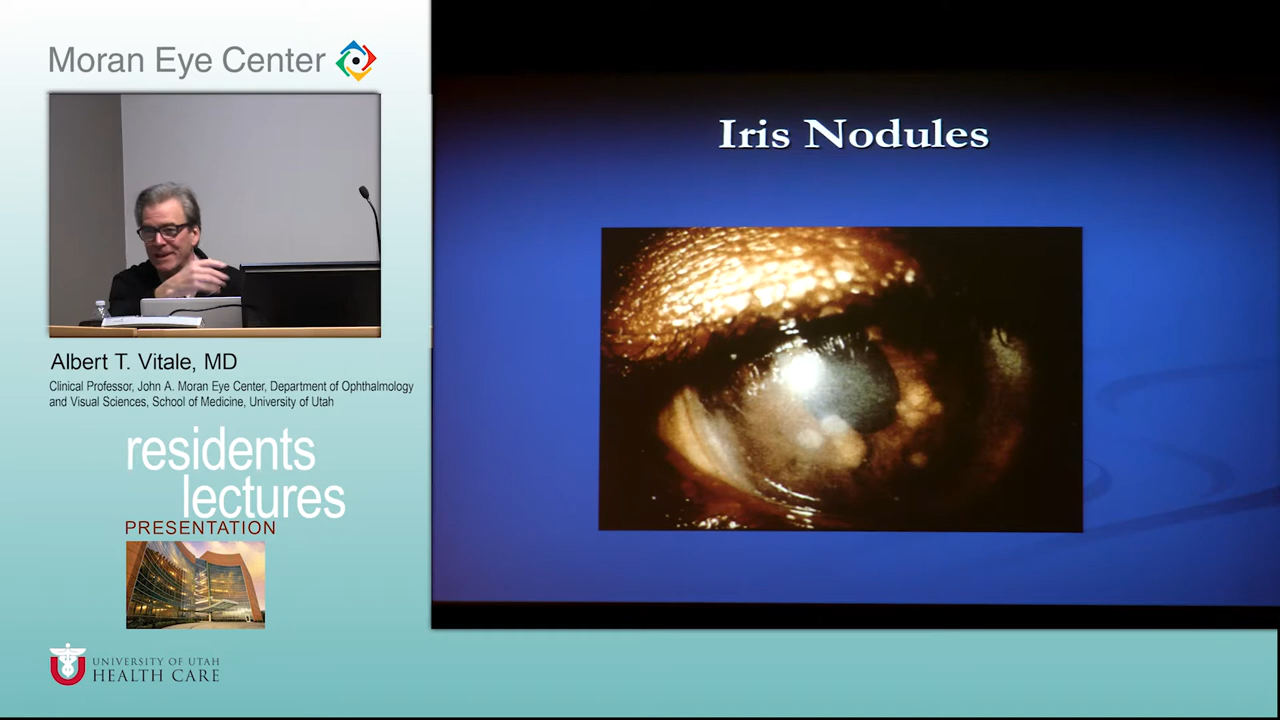 Moran Eye Center
Albert T. Vitale, MD
Clinical Professor, John A. Moran Eye Center, Department of Ophthalmology
and Visual Sciences, School of Medicine, University of Utah
residents
lectures
PRESENTATION
UNIVERSITY OF UTAH
HEALTH CARE
Iris Nodules